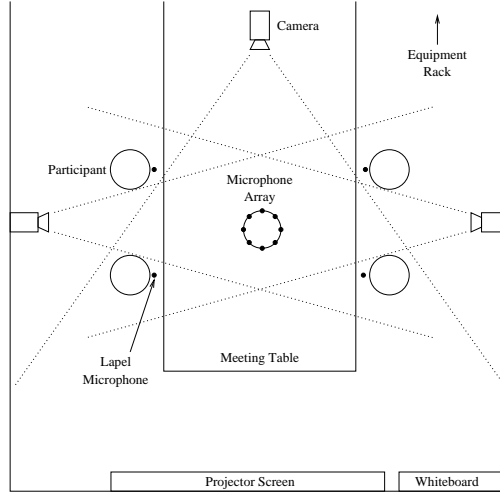 Camera
Equipment
Rack
Participant
Microphone
Array
Lapel
Microphone
Meeting Table
Projector Screen
Whiteboard